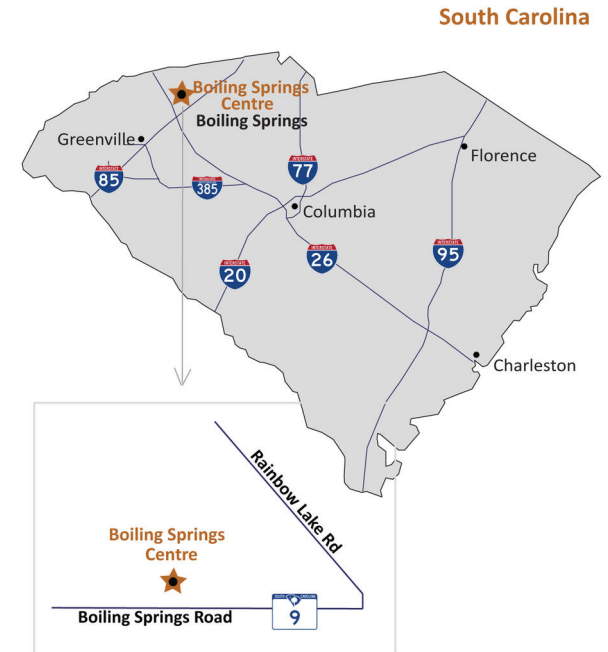 South Carolina
Boiling Springs
Centre
Boiling Springs
Greenville
Florence
INTERSTATE
77
INTERSTATE
85
INTERSTATE
385
Columbia
INTERSTATE
95
INTERSTATE
26
INTERSTATE
20
Charleston
Rainbow Lake Rd
Boiling Springs
Centre
SOUTH CAROLINA
9
Boiling Springs Road